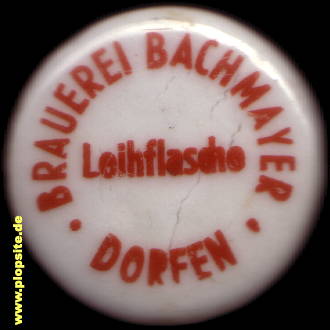 BRAUEREI BACHMAYER
Leihflasche
• DORFEN •
www.plopsite.de